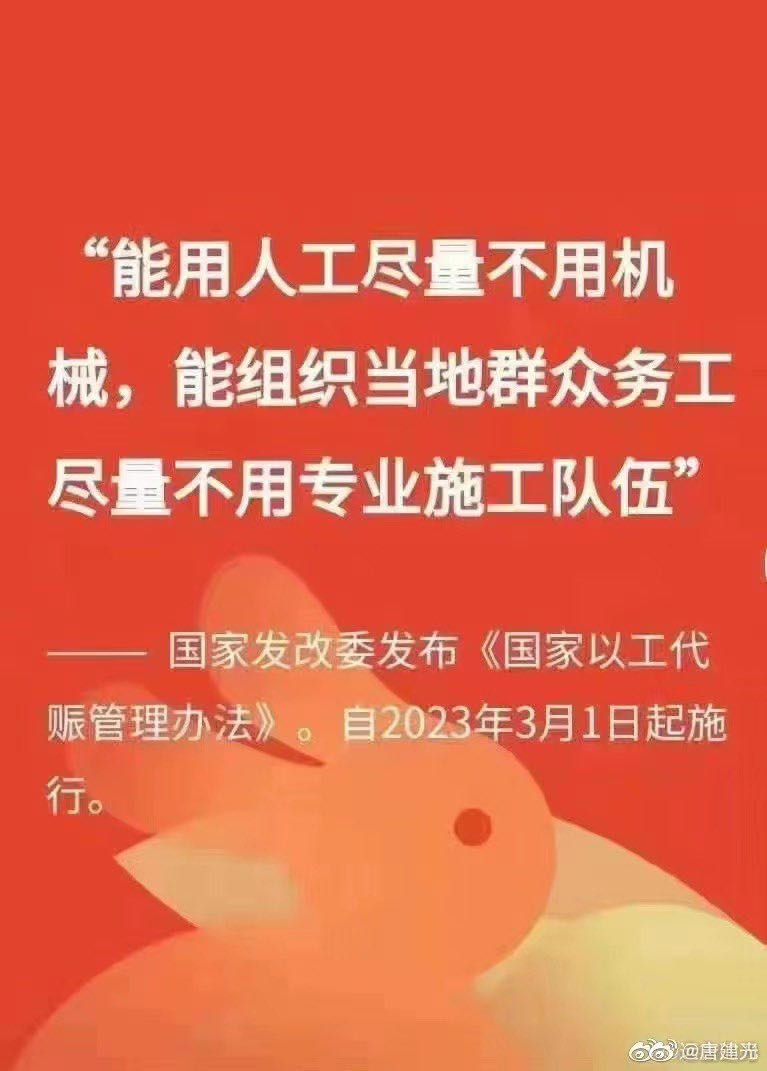 “能用人工尽量不用机
械，能组织当地群众务工
尽量不用专业施工队伍”
—— 国家发改委发布《国家以工代
赈管理办法》。自2023年3月1日起施
行。
@唐建光